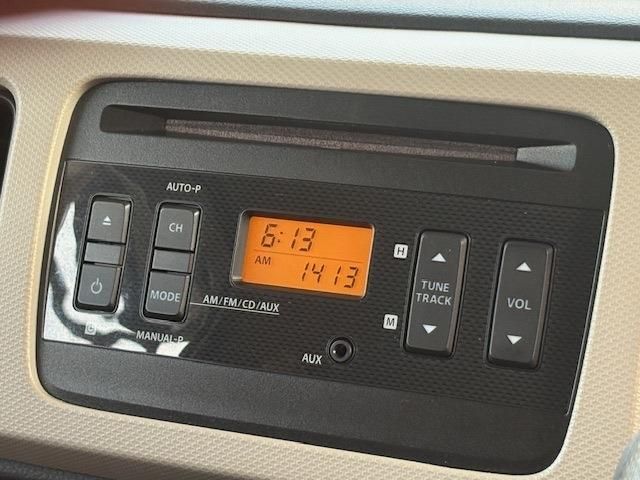 AUTO-P
CH
MODE
AM/FM/CD/AUX
MANUAL-P
6:13
AM
1413
AUX
H
M
TUNE
TRACK
VOL